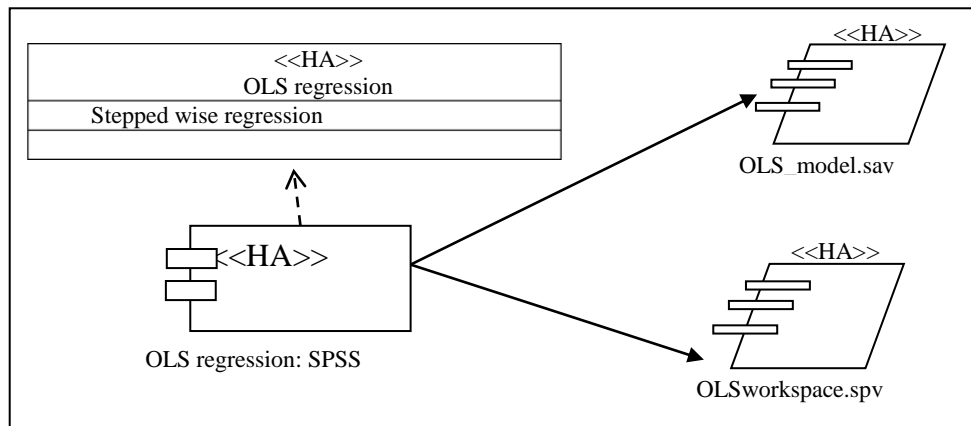 <<HA>>
OLS regression
Stepped wise regression
<<HA>>
OLS regression: SPSS
<<HA>>
OLS_model.sav
<<HA>>
OLSworkspace.spv